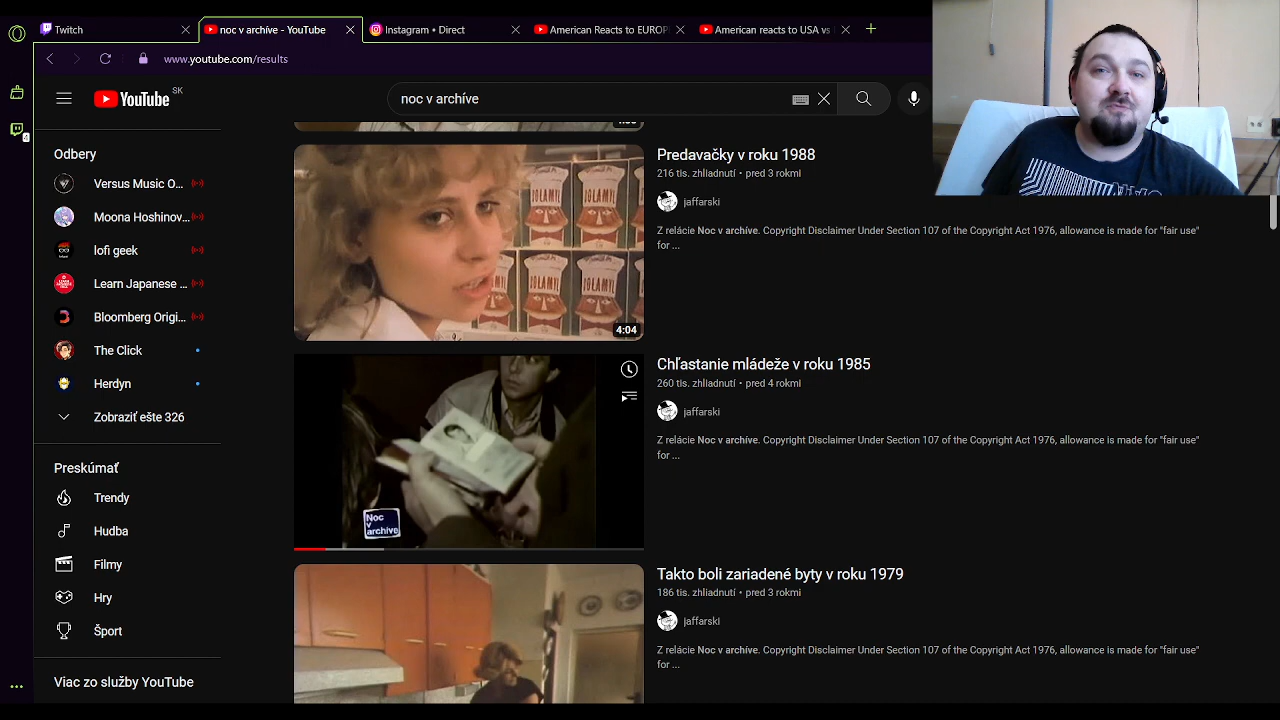 Twitch
noc v archíve - YouTube
Instagram • Direct
American Reacts to EUROP
American reacts to USA vs
www.youtube.com/results
YouTube SK
noc v archíve
Odbery
Versus Music O...
Moona Hoshinov...
lofi geek
Learn Japanese ...
Bloomberg Origi...
The Click
Herdyn
Zobraziť ešte 326
Preskúmať
Trendy
Hudba
Filmy
Hry
Šport
Viac zo služby YouTube
4:04
Predavačky v roku 1988
216 tis. zhliadnutí • pred 3 rokmi
jaffarski
Z relácie Noc v archíve. Copyright Disclaimer Under Section 107 of the Copyright Act 1976, allowance is made for "fair use"
for ...
Noc
v
archíve
Chľastanie mládeže v roku 1985
260 tis. zhliadnutí • pred 4 rokmi
jaffarski
Z relácie Noc v archíve. Copyright Disclaimer Under Section 107 of the Copyright Act 1976, allowance is made for "fair use"
for ...
Takto boli zariadené byty v roku 1979
186 tis. zhliadnutí • pred 3 rokmi
jaffarski
Z relácie Noc v archíve. Copyright Disclaimer Under Section 107 of the Copyright Act 1976, allowance is made for "fair use"
for ...